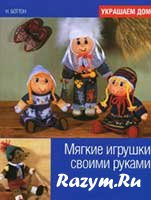 Н. БОТТОН
УКРАШАЕМ ДОМ
Мягкие игрушки
своими руками
Razym.Ru